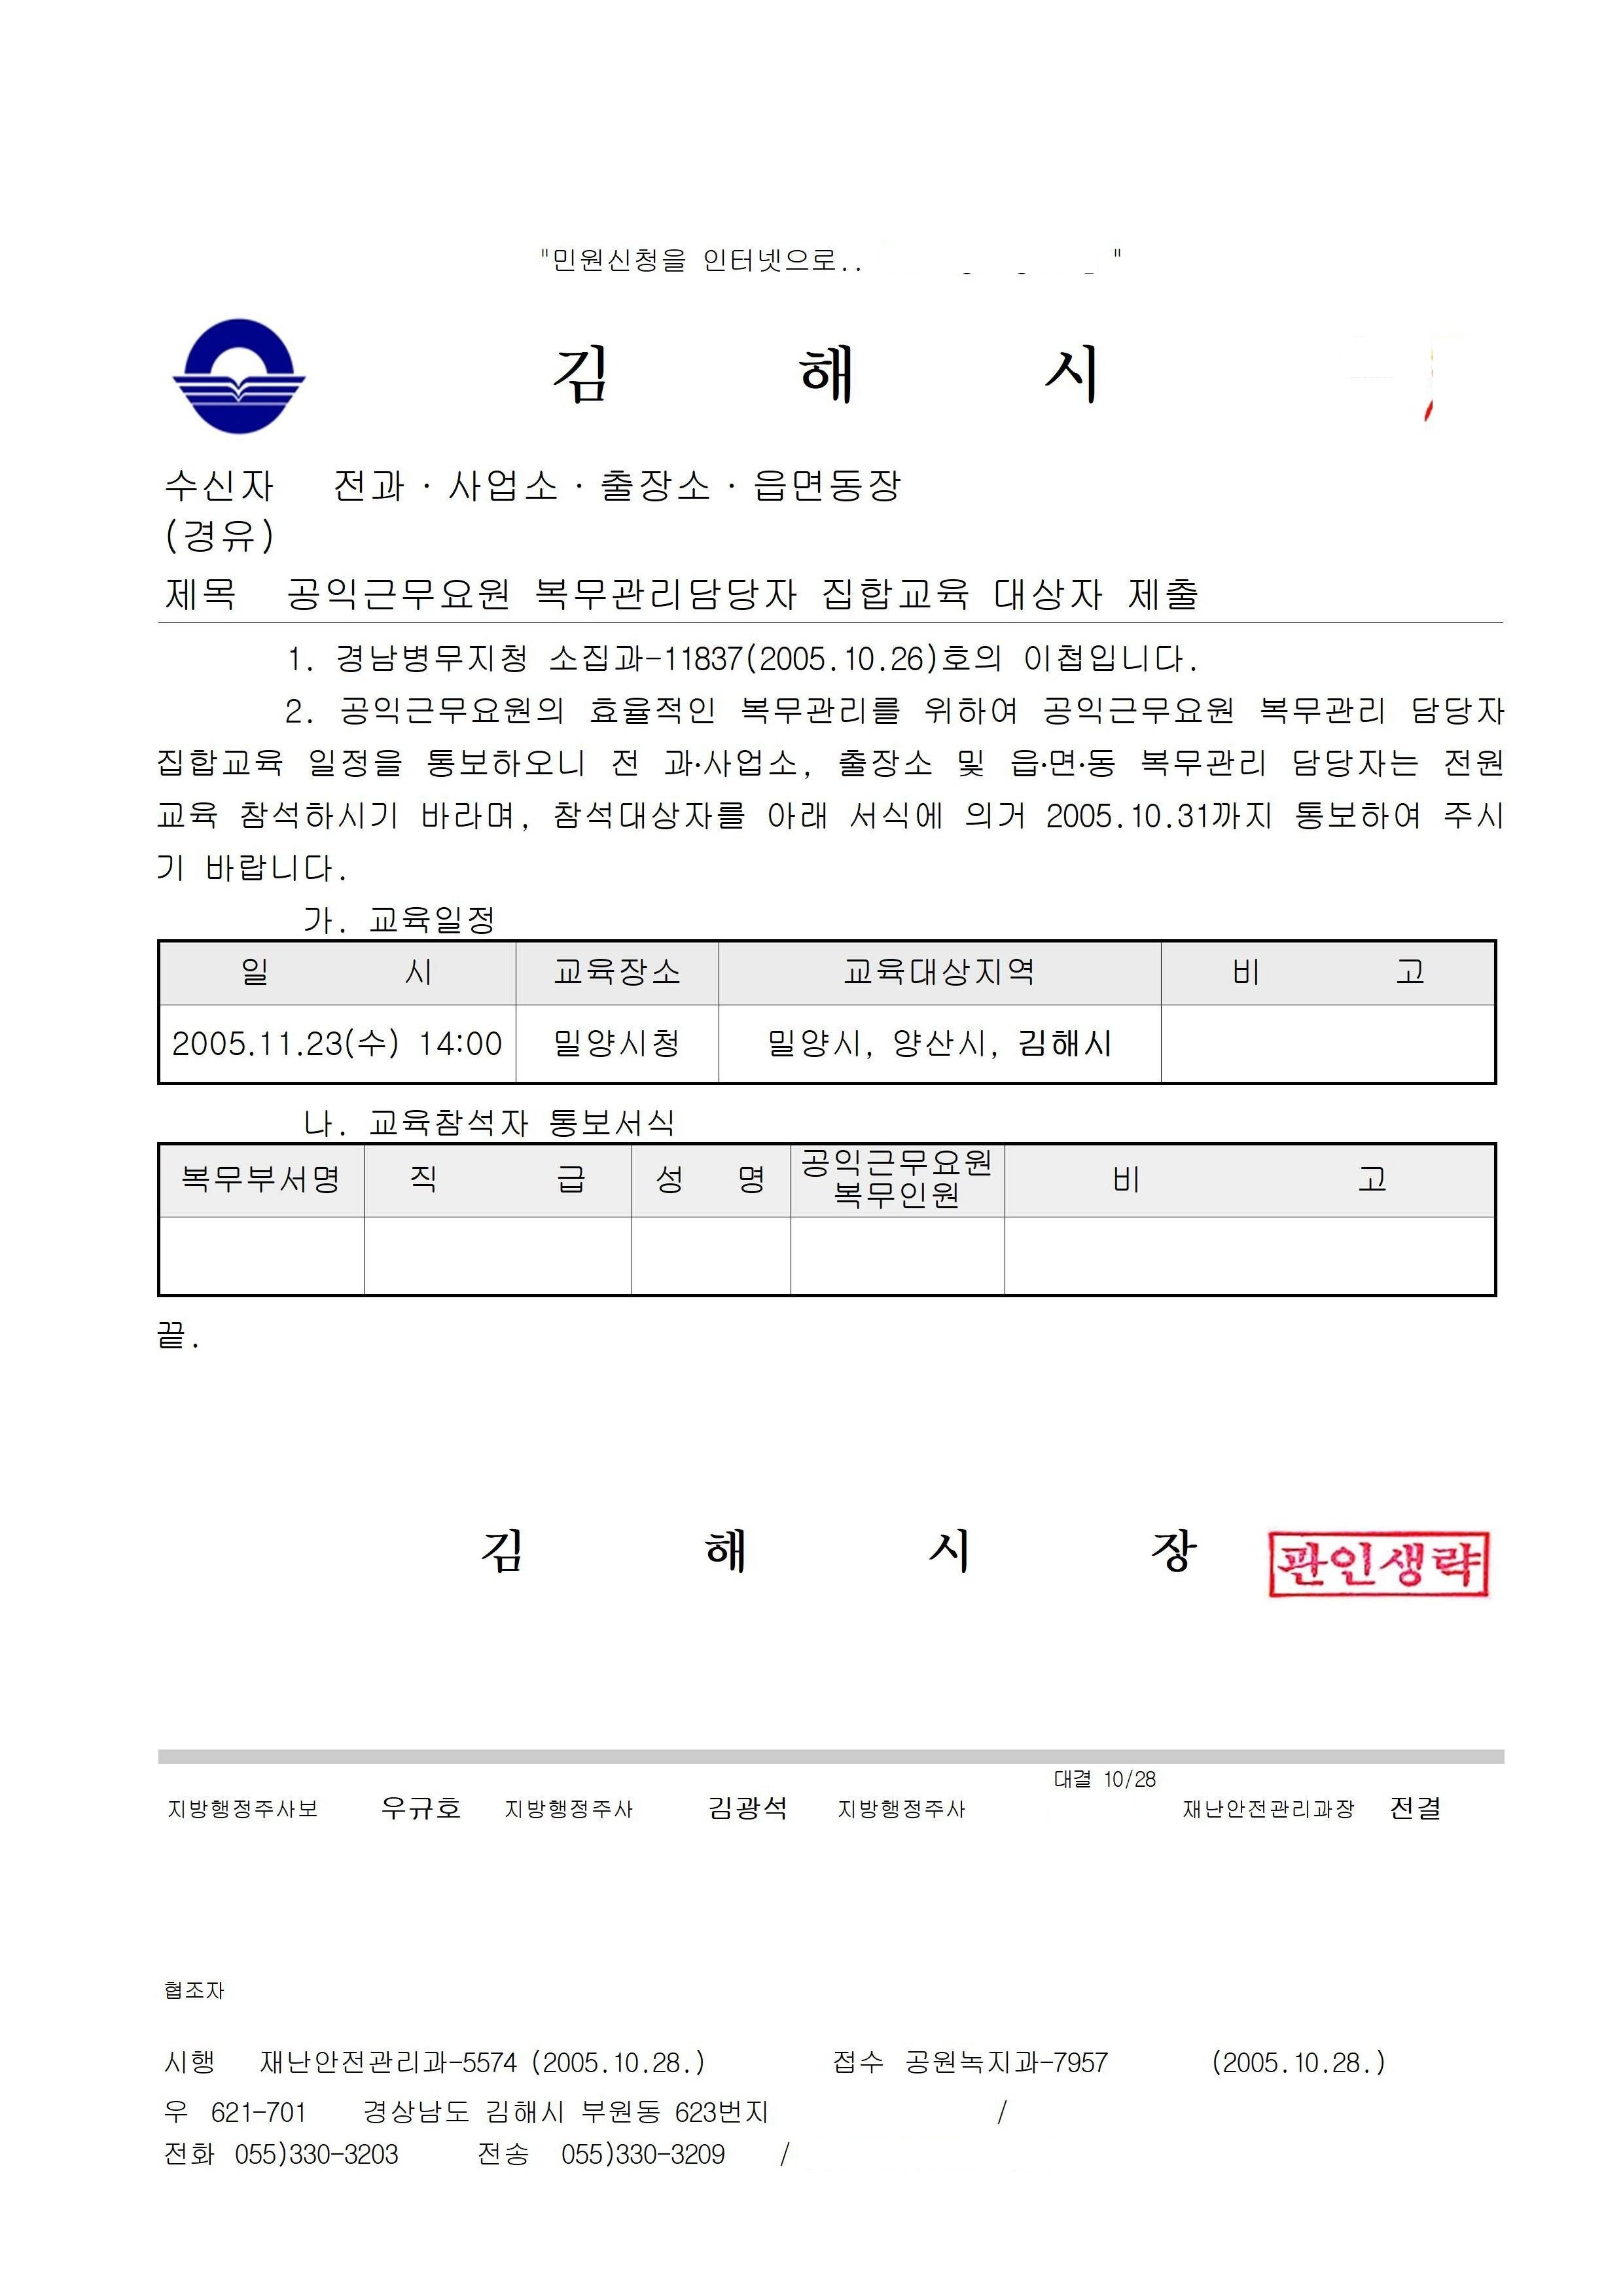 "민원신청을 인터넷으로.. "
김 해 시
수신자 전과 · 사업소 · 출장소 · 읍면동장
(경유)
제목 공익근무요원 복무관리담당자 집합교육 대상자 제출
1. 경남병무지청 소집과-11837(2005.10.26)호의 이첩입니다.
2. 공익근무요원의 효율적인 복무관리를 위하여 공익근무요원 복무관리 담당자
집합교육 일정을 통보하오니 전 과·사업소, 출장소 및 읍·면·동 복무관리 담당자는 전원
교육 참석하시기 바라며, 참석대상자를 아래 서식에 의거 2005.10.31까지 통보하여 주시
기 바랍니다.
가. 교육일정
일 시 교육장소 교육대상지역 비 고
2005.11.23(수) 14:00 밀양시청 밀양시, 양산시, 김해시
나. 교육참석자 통보서식
복무부서명 직 급 성 명 공익근무요원 복무인원 비 고
끝.
김 해 시 장 관인생략
대결 10/28
지방행정주사보 우규호 지방행정주사 김광석 지방행정주사 재난안전관리과장 전결
협조자
시행 재난안전관리과-5574 (2005.10.28.) 접수 공원녹지과-7957 (2005.10.28.)
우 621-701 경상남도 김해시 부원동 623번지 /
전화 055)330-3203 전송 055)330-3209 /